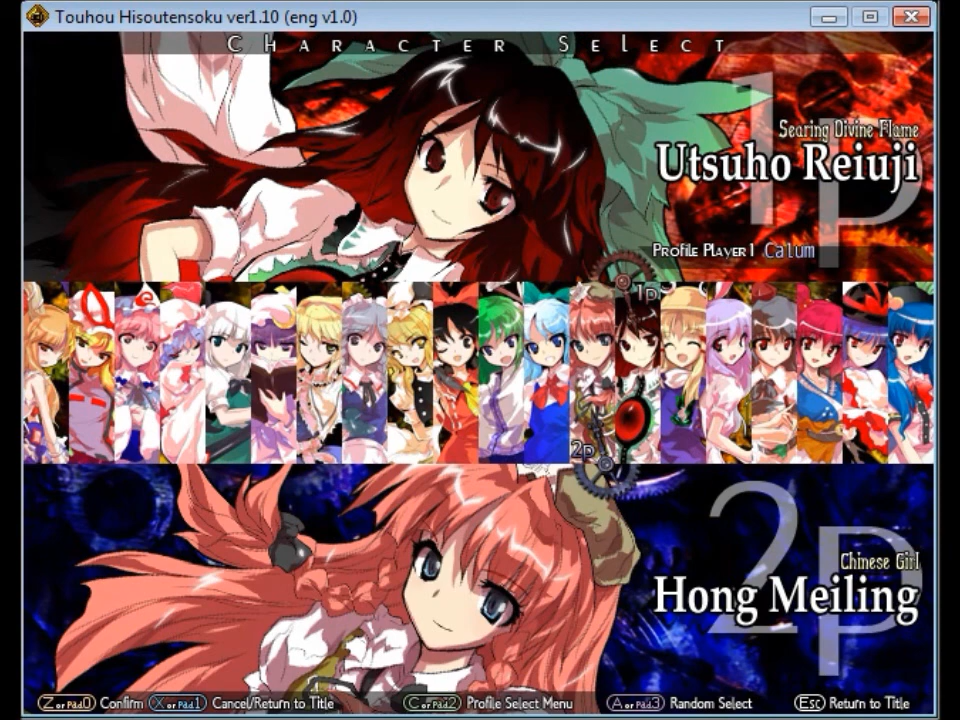 Touhou Hisoutensoku ver1.10 (eng v1.0)
Character Select
1P
Searing Divine Flame
Utsuho Reiuji
Profile Player1 Calum
1p
2p
2P
Chinese Girl
Hong Meiling
Z or Pad0 Confirm X or Pad1 Cancel/Return to Title C or Pad2 Profile Select Menu A or Pad3 Random Select Esc Return to Title